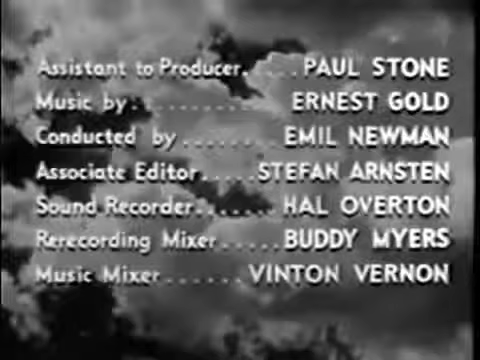 Assistant to Producer.....PAUL STONE
Music by..........ERNEST GOLD
Conducted by........EMIL NEWMAN
Associate Editor.....STEFAN ARNSTEN
Sound Recorder.......HAL OVERTON
Rerecording Mixer.....BUDDY MYERS
Music Mixer......VINTON VERNON